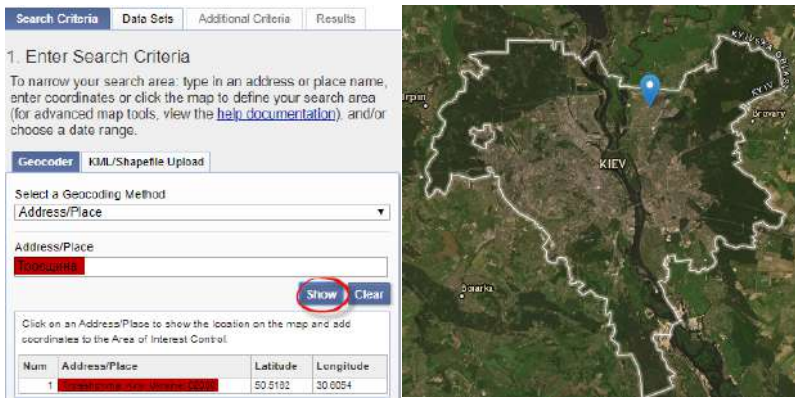 Search Criteria
Data Sets
Additional Criteria
Results
1. Enter Search Criteria
To narrow your search area: type in an address or place name,
enter coordinates or click the map to define your search area
(for advanced map tools, view the help documentation), and/or
choose a date range.
Geocoder
KML/Shapefile Upload
Select a Geocoding Method
Address/Place
Address/Place
Троєщина
Show
Clear
Click on an Address/Place to show the location on the map and add
coordinates to the Area of Interest Control.
Num Address/Place Latitude Longitude
1 50.5182 30.6054
Irpin
KIEV
KYIVSKA OBLAST
KYIV
Brovary
Boiarka